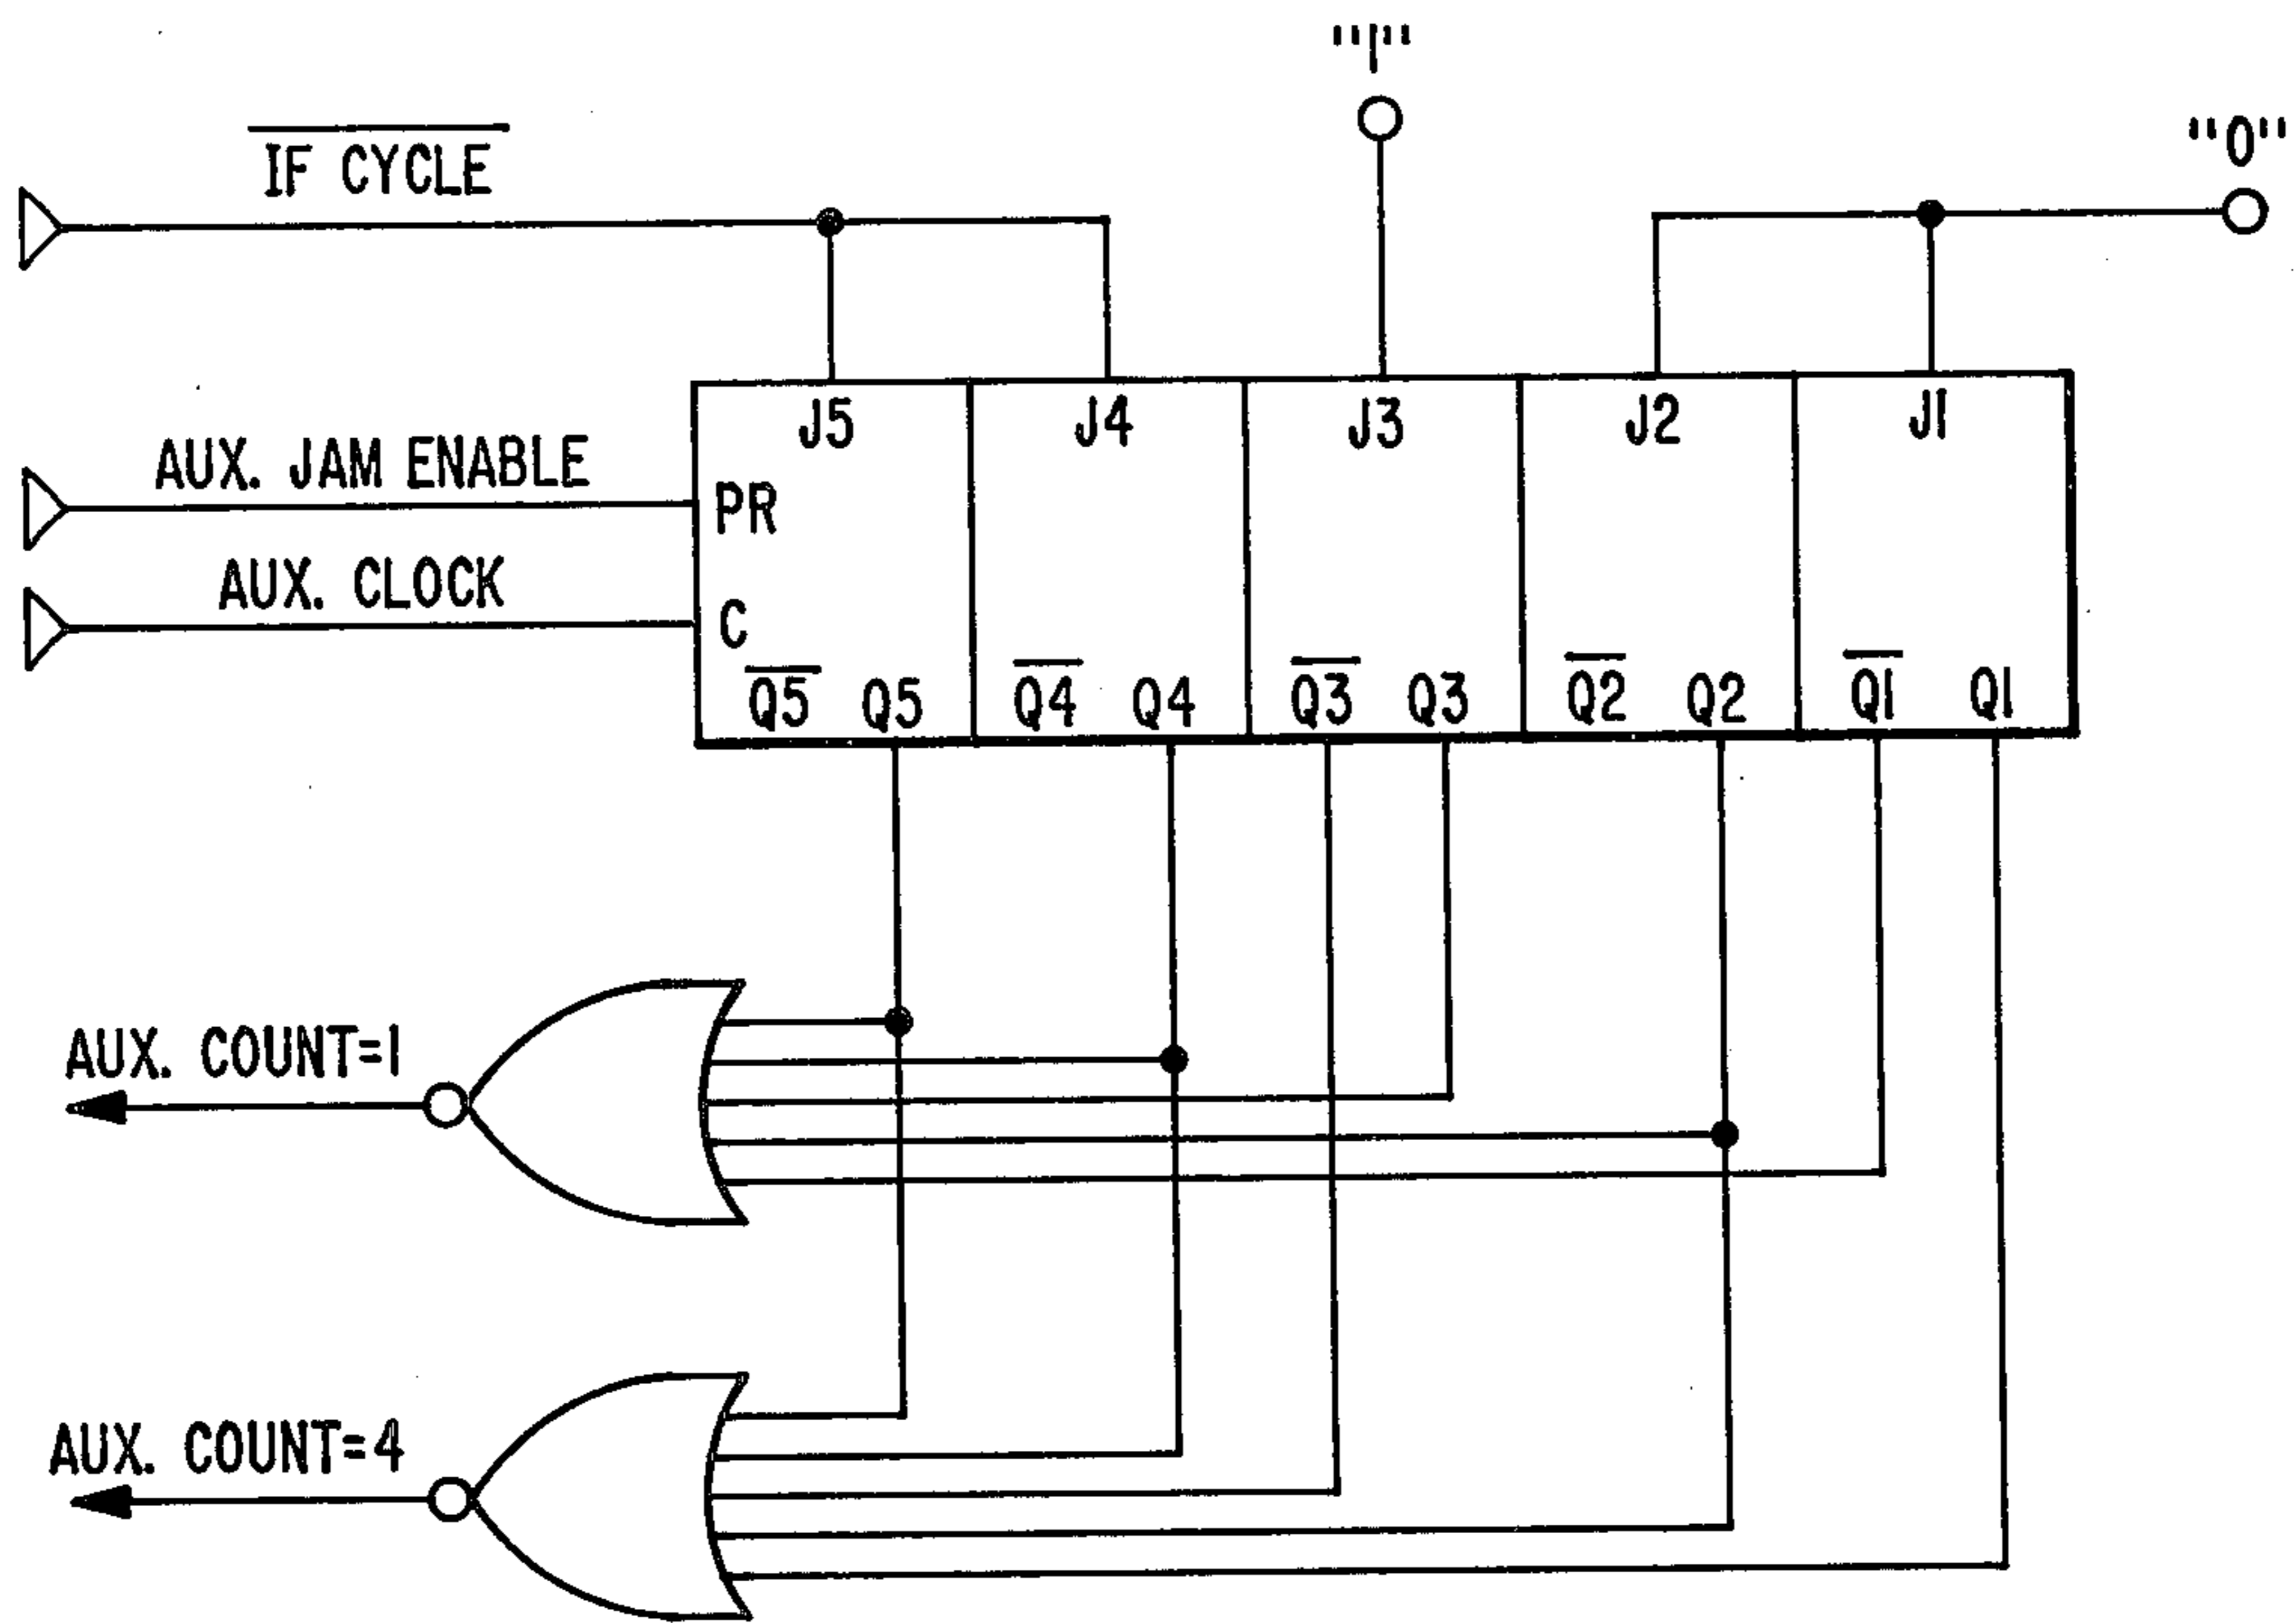 "1"
"0"
IF CYCLE
J5 J4 J3 J2 J1
AUX. JAM ENABLE
PR
AUX. CLOCK
C
Q5 Q5 Q4 Q4 Q3 Q3 Q2 Q2 Q1 Q1
AUX. COUNT=1
AUX. COUNT=4